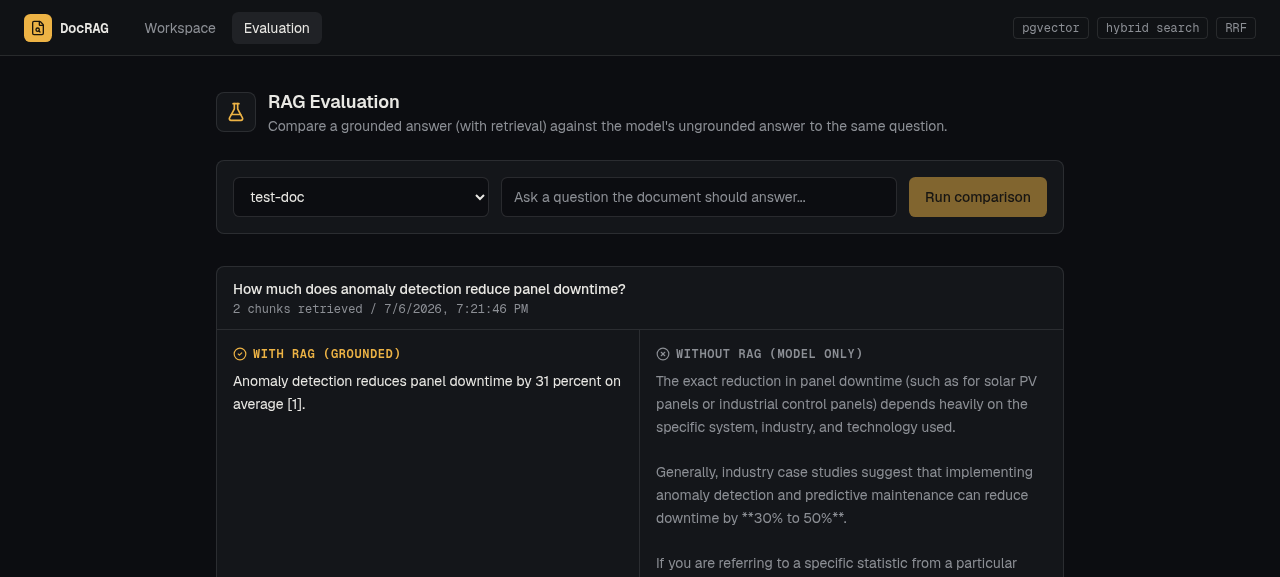 DocRAG
Workspace
Evaluation
pgvector
hybrid search
RRF
RAG Evaluation
Compare a grounded answer (with retrieval) against the model's ungrounded answer to the same question.
test-doc
Ask a question the document should answer...
Run comparison
How much does anomaly detection reduce panel downtime?
2 chunks retrieved / 7/6/2026, 7:21:46 PM
WITH RAG (GROUNDED)
Anomaly detection reduces panel downtime by 31 percent on
average [1].
WITHOUT RAG (MODEL ONLY)
The exact reduction in panel downtime (such as for solar PV
panels or industrial control panels) depends heavily on the
specific system, industry, and technology used.
Generally, industry case studies suggest that implementing
anomaly detection and predictive maintenance can reduce
downtime by **30% to 50%**.
If you are referring to a specific statistic from a particular